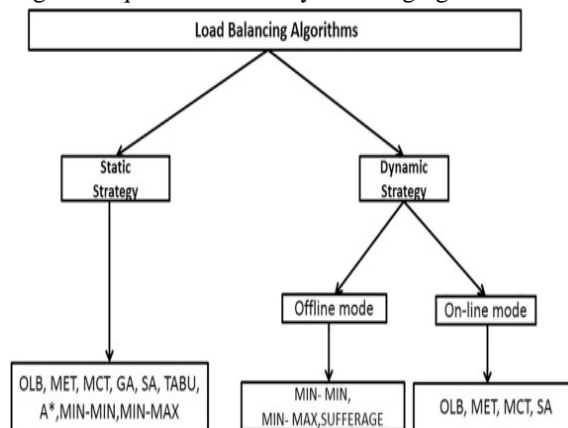 Load Balancing Algorithms
Static
Strategy
Dynamic
Strategy
Offline mode
On-line mode
OLB, MET, MCT, GA, SA, TABU,
A*,MIN-MIN,MIN-MAX
MIN- MIN,
MIN- MAX,SUFFERAGE
OLB, MET, MCT, SA